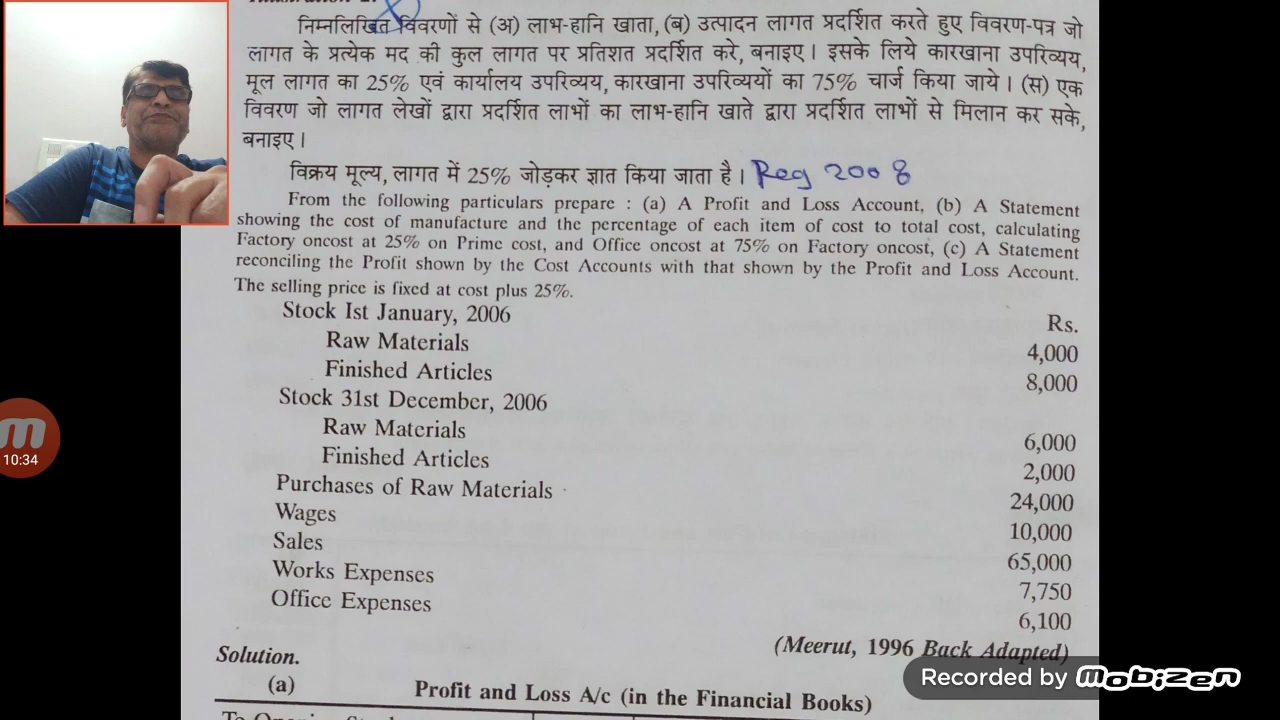 निम्नलिखित विवरणों से (अ) लाभ-हानि खाता, (ब) उत्पादन लागत प्रदर्शित करते हुए विवरण-पत्र जो
लागत के प्रत्येक मद की कुल लागत पर प्रतिशत प्रदर्शित करे, बनाइए। इसके लिये कारखाना उपरिव्यय,
मूल लागत का 25% एवं कार्यालय उपरिव्यय, कारखाना उपरिव्ययों का 75% चार्ज किया जाये। (स) एक
विवरण जो लागत लेखों द्वारा प्रदर्शित लाभों का लाभ-हानि खाते द्वारा प्रदर्शित लाभों से मिलान कर सके,
बनाइए।
विक्रय मूल्य, लागत में 25% जोड़कर ज्ञात किया जाता है। Reg 2008
From the following particulars prepare : (a) A Profit and Loss Account, (b) A Statement
showing the cost of manufacture and the percentage of each item of cost to total cost, calculating
Factory oncost at 25% on Prime cost, and Office oncost at 75% on Factory oncost, (c) A Statement
reconciling the Profit shown by the Cost Accounts with that shown by the Profit and Loss Account.
The selling price is fixed at cost plus 25%.
Stock Ist January, 2006 Rs.
Raw Materials 4,000
Finished Articles 8,000
Stock 31st December, 2006
Raw Materials 6,000
Finished Articles 2,000
Purchases of Raw Materials 24,000
Wages 10,000
Sales 65,000
Works Expenses 7,750
Office Expenses 6,100
(Meerut, 1996 Back Adapted)
Solution.
(a) Profit and Loss A/c (in the Financial Books)
m
10:34
Recorded by mobizen